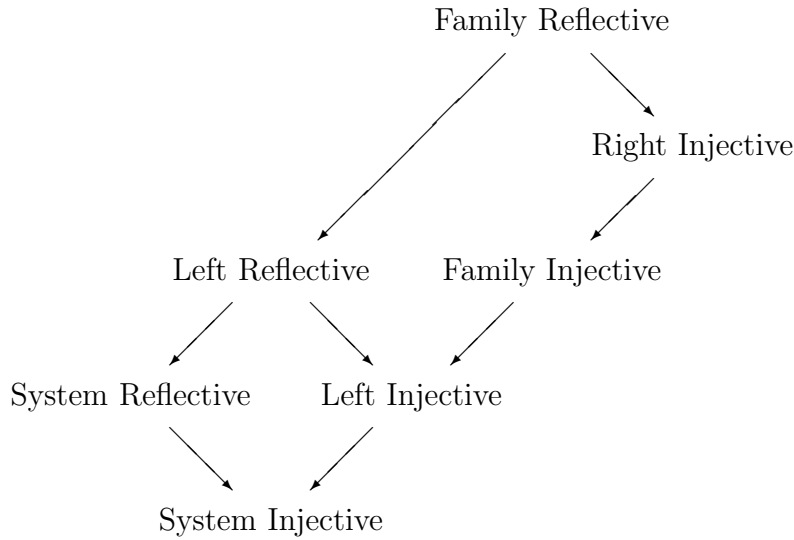 Family Reflective
Right Injective
Left Reflective
Family Injective
System Reflective
Left Injective
System Injective